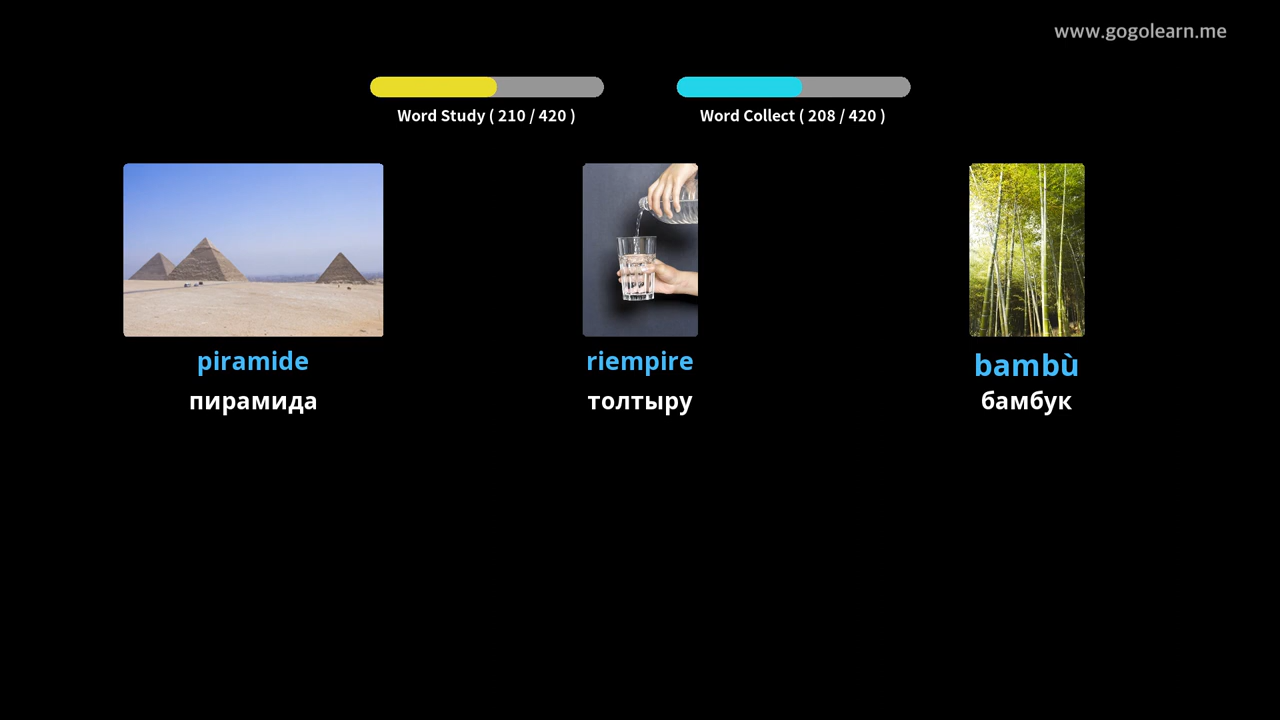 www.gogolearn.me
Word Study ( 210 / 420 )
Word Collect ( 208 / 420 )
piramide
riempire
bambù
пирамида
толтыру
бамбук